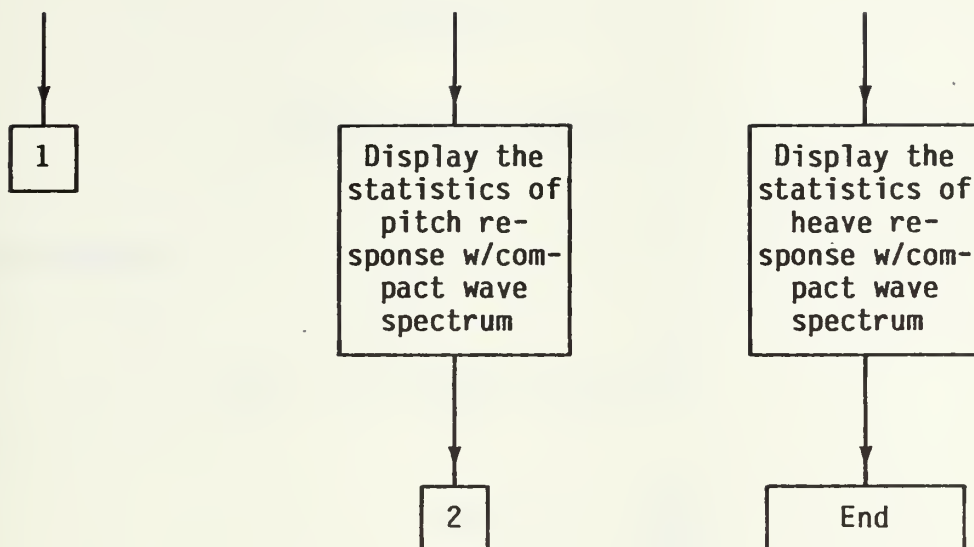 1
Display the
statistics of
pitch re-
sponse w/com-
pact wave
spectrum
2
Display the
statistics of
heave re-
sponse w/com-
pact wave
spectrum
End